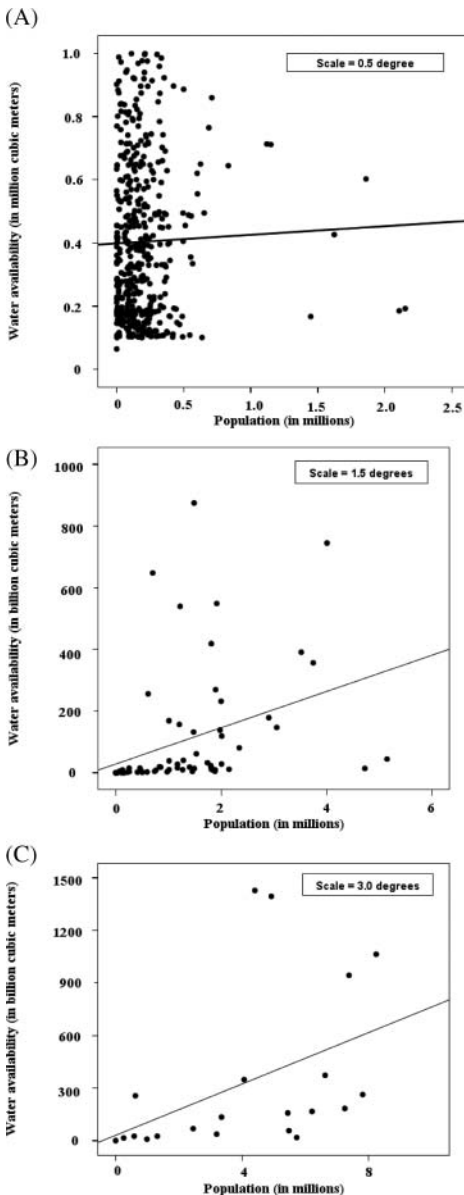 (A)
Scale = 0.5 degree
Water availability (in million cubic meters)
1.0
0.8
0.6
0.4
0.2
0
0 0.5 1.0 1.5 2.0 2.5
Population (in millions)
(B)
Scale = 1.5 degrees
Water availability (in billion cubic meters)
1000
800
600
400
200
0
0 2 4 6
Population (in millions)
(C)
Scale = 3.0 degrees
Water availability (in billion cubic meters)
1500
1200
900
600
300
0
0 4 8
Population (in millions)